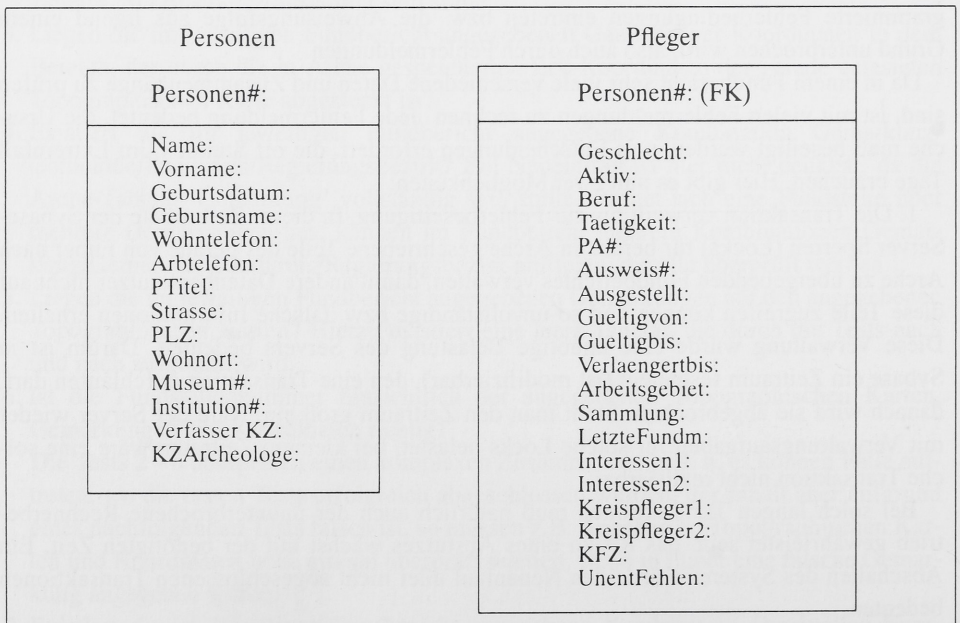 Personen
Personen#:
Name:
Vorname:
Geburtsdatum:
Geburtsname:
Wohntelefon:
Arbtelefon:
PTitel:
Strasse:
PLZ:
Wohnort:
Museum#:
Institution#:
Verfasser KZ:
KZArcheologe:
Pfleger
Personen#: (FK)
Geschlecht:
Aktiv:
Beruf:
Taetigkeit:
PA#:
Ausweis#:
Ausgestellt:
Gueltigvon:
Gueltigbis:
Verlaengertbis:
Arbeitsgebiet:
Sammlung:
LetzteFundm:
Interessen1:
Interessen2:
Kreispfleger1:
Kreispfleger2:
KFZ:
UnentFehlen: